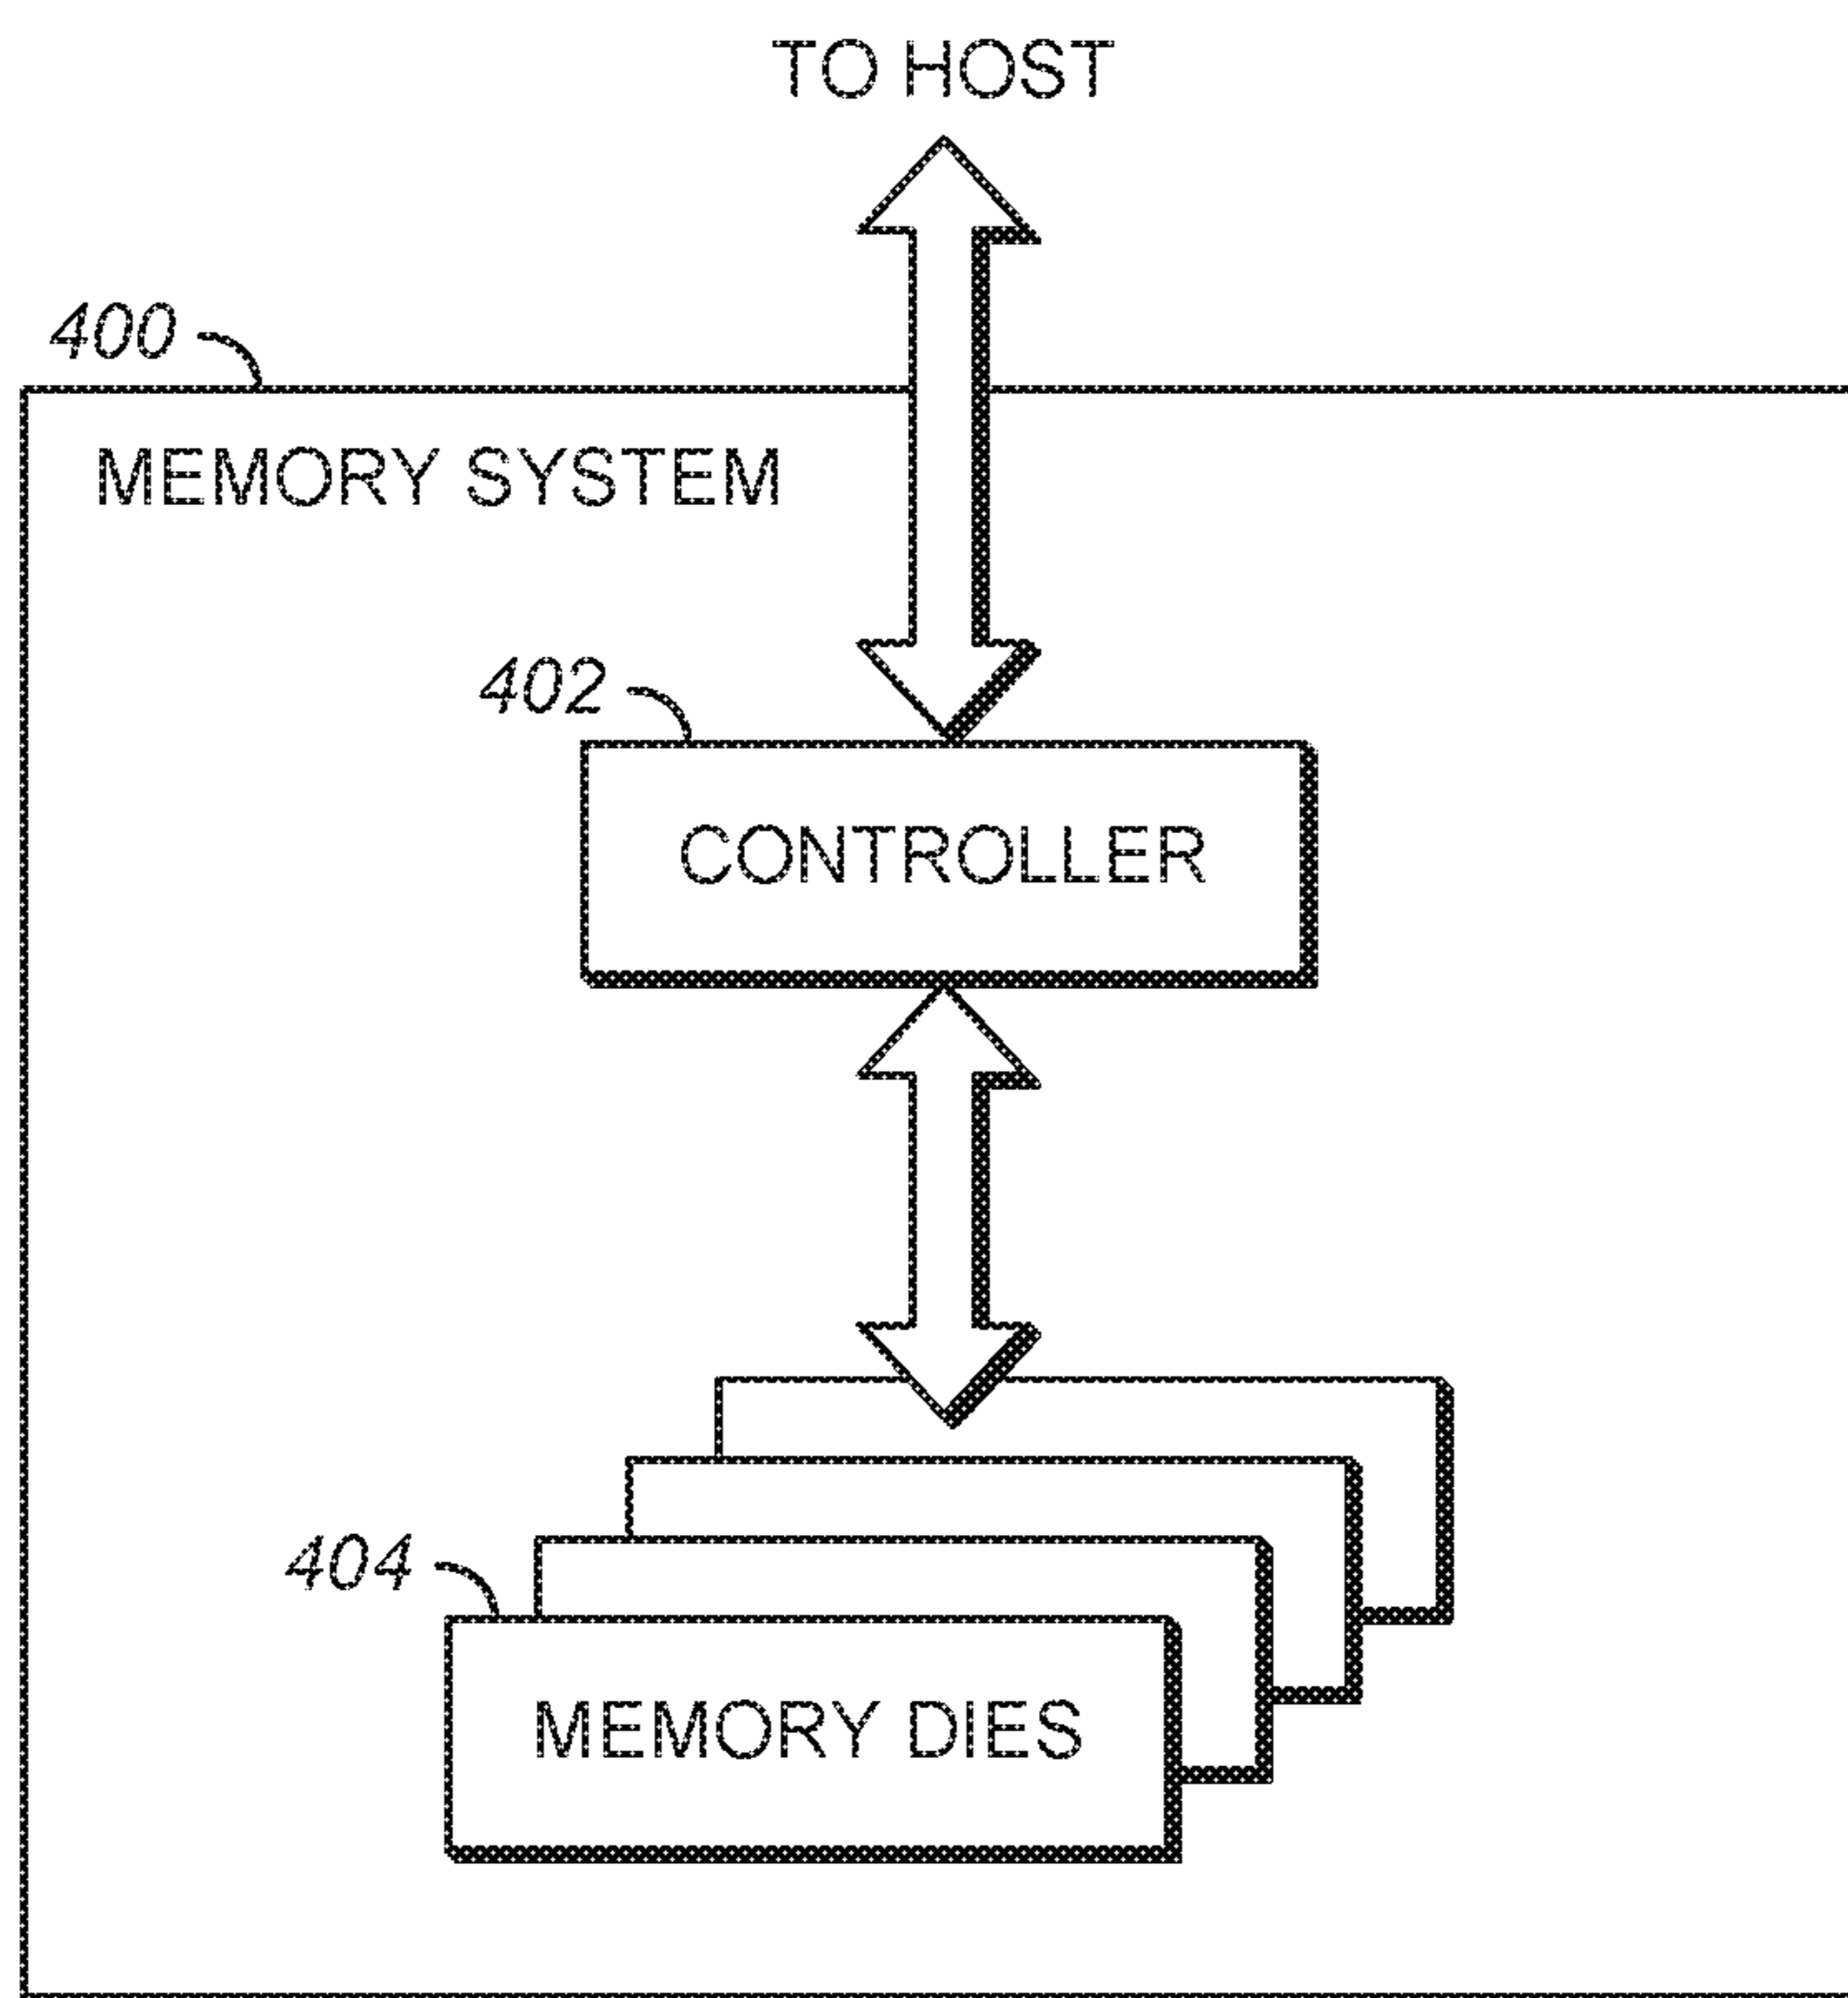 TO HOST
400
MEMORY SYSTEM
402
CONTROLLER
404
MEMORY DIES